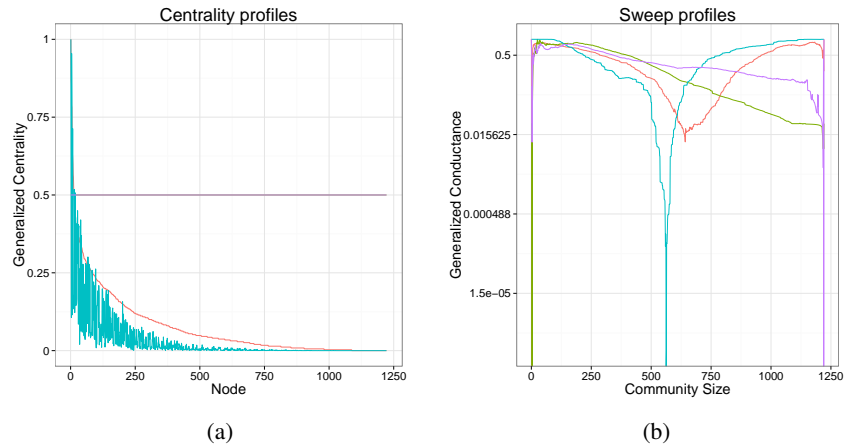 Centrality profiles
1
0.75
0.5
0.25
0
Generalized Centrality
0
250
500
750
1000
1250
Node
(a)
Sweep profiles
0.5
0.015625
0.000488
1.5e−05
Generalized Conductance
0
250
500
750
1000
1250
Community Size
(b)